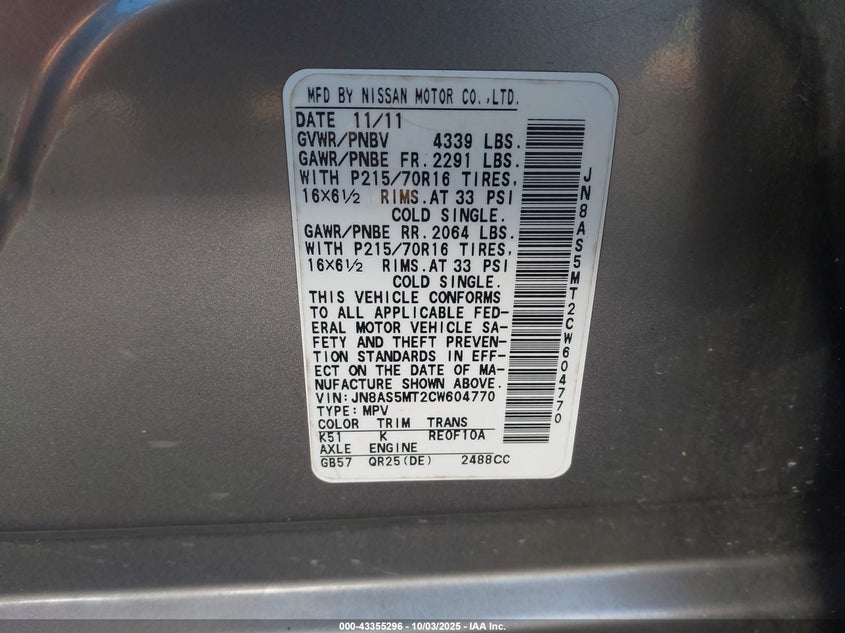 MFD BY NISSAN MOTOR CO.,LTD.
DATE 11/11
GVWR/PNBV 4339 LBS.
GAWR/PNBE FR.2291 LBS.
WITH P215/70R16 TIRES,
16X6½ RIMS.AT 33 PSI
COLD SINGLE.
GAWR/PNBE RR.2064 LBS.
WITH P215/70R16 TIRES,
16X6½ RIMS.AT 33 PSI
COLD SINGLE.
THIS VEHICLE CONFORMS
TO ALL APPLICABLE FED-
ERAL MOTOR VEHICLE SA-
FETY AND THEFT PREVEN-
TION STANDARDS IN EFF-
ECT ON THE DATE OF MA-
NUFACTURE SHOWN ABOVE.
VIN:JN8AS5MT2CW604770
TYPE:MPV
COLOR TRIM TRANS
K51 K RE0F10A
AXLE ENGINE
GB57 QR25(DE) 2488CC
JN8AS5MT2CW604770
000-43355296 - 10/03/2025 - IAA Inc.